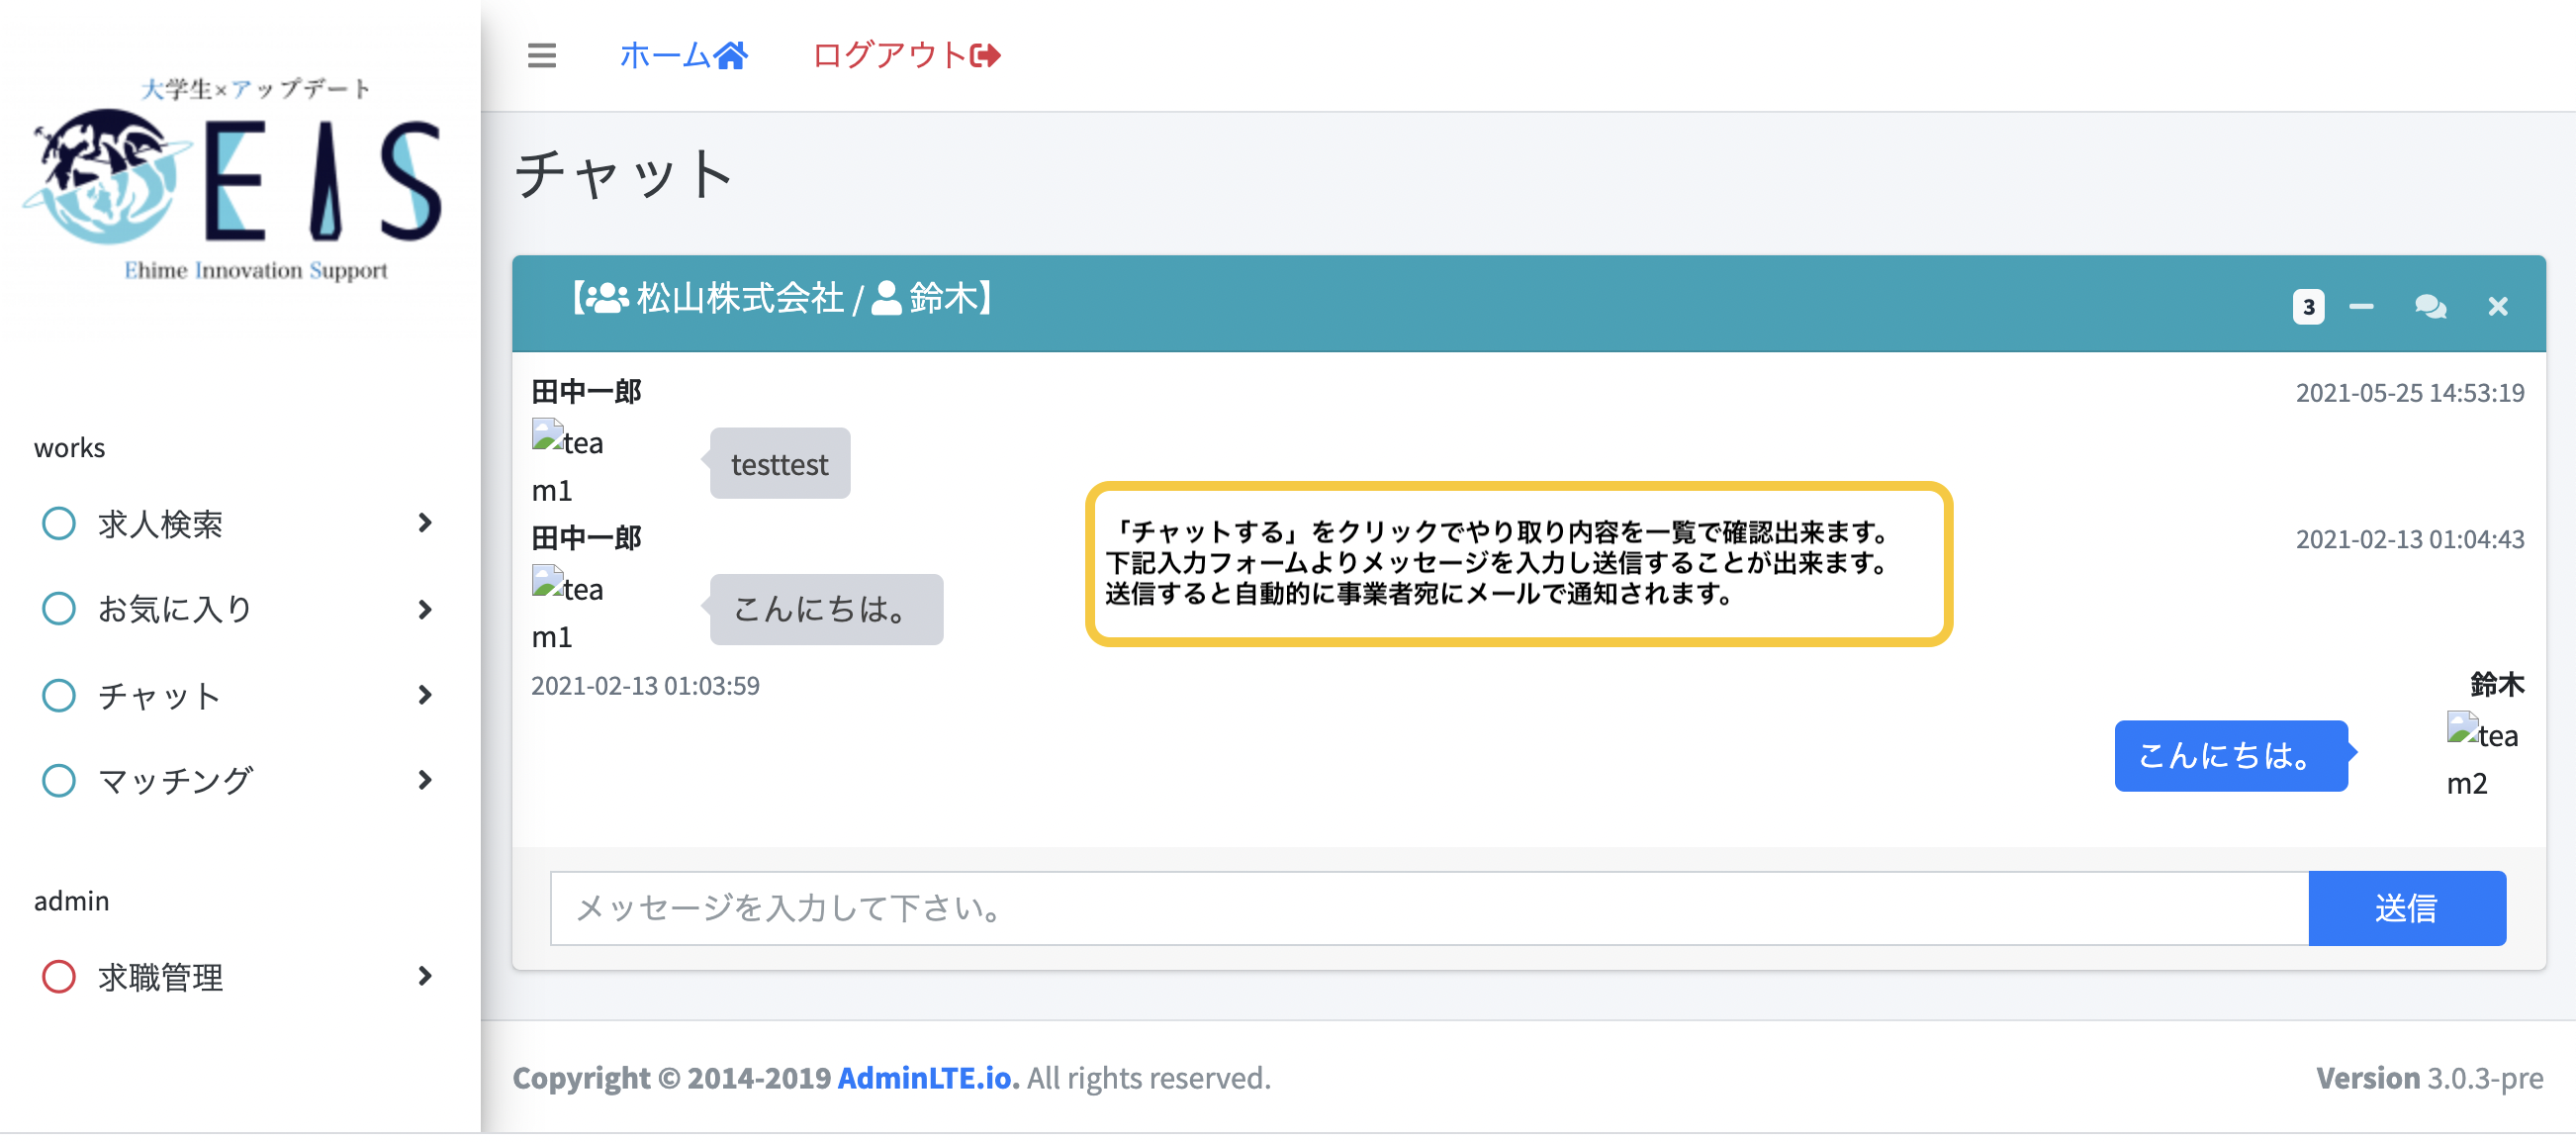 大学生×アップデート
EIS
Ehime Innovation Support
works
求人検索
お気に入り
チャット
マッチング
admin
求職管理
ホーム
ログアウト
チャット
【松山株式会社 / 鈴木】
3
田中一郎
2021-05-25 14:53:19
tea
m1
testtest
田中一郎
2021-02-13 01:04:43
tea
m1
こんにちは。
「チャットする」をクリックでやり取り内容を一覧で確認出来ます。
下記入力フォームよりメッセージを入力し送信することが出来ます。
送信すると自動的に事業者宛にメールで通知されます。
2021-02-13 01:03:59
鈴木
こんにちは。
tea
m2
メッセージを入力して下さい。
送信
Copyright © 2014-2019 AdminLTE.io. All rights reserved.
Version 3.0.3-pre